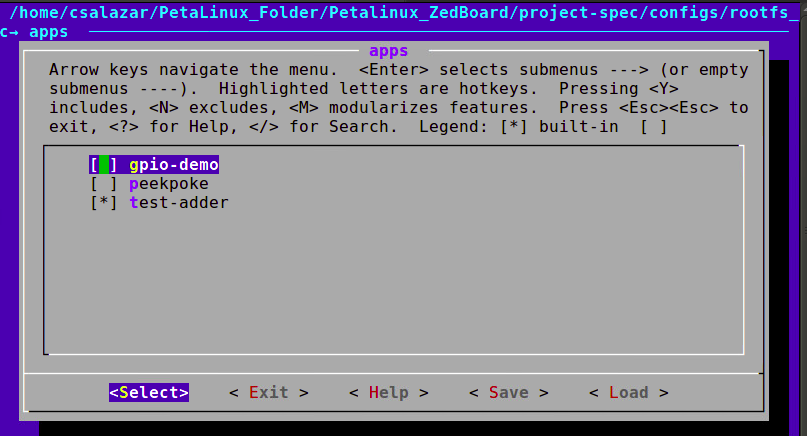 /home/csalazar/PetaLinux_Folder/Petalinux_ZedBoard/project-spec/configs/rootfs_
c→ apps
apps
Arrow keys navigate the menu.  <Enter> selects submenus ---> (or empty
submenus ----).  Highlighted letters are hotkeys.  Pressing <Y>
includes, <N> excludes, <M> modularizes features.  Press <Esc><Esc> to
exit, <?> for Help, </> for Search.  Legend: [*] built-in  [ ]
[ ] gpio-demo
[ ] peekpoke
[*] test-adder
<Select>    < Exit >    < Help >    < Save >    < Load >